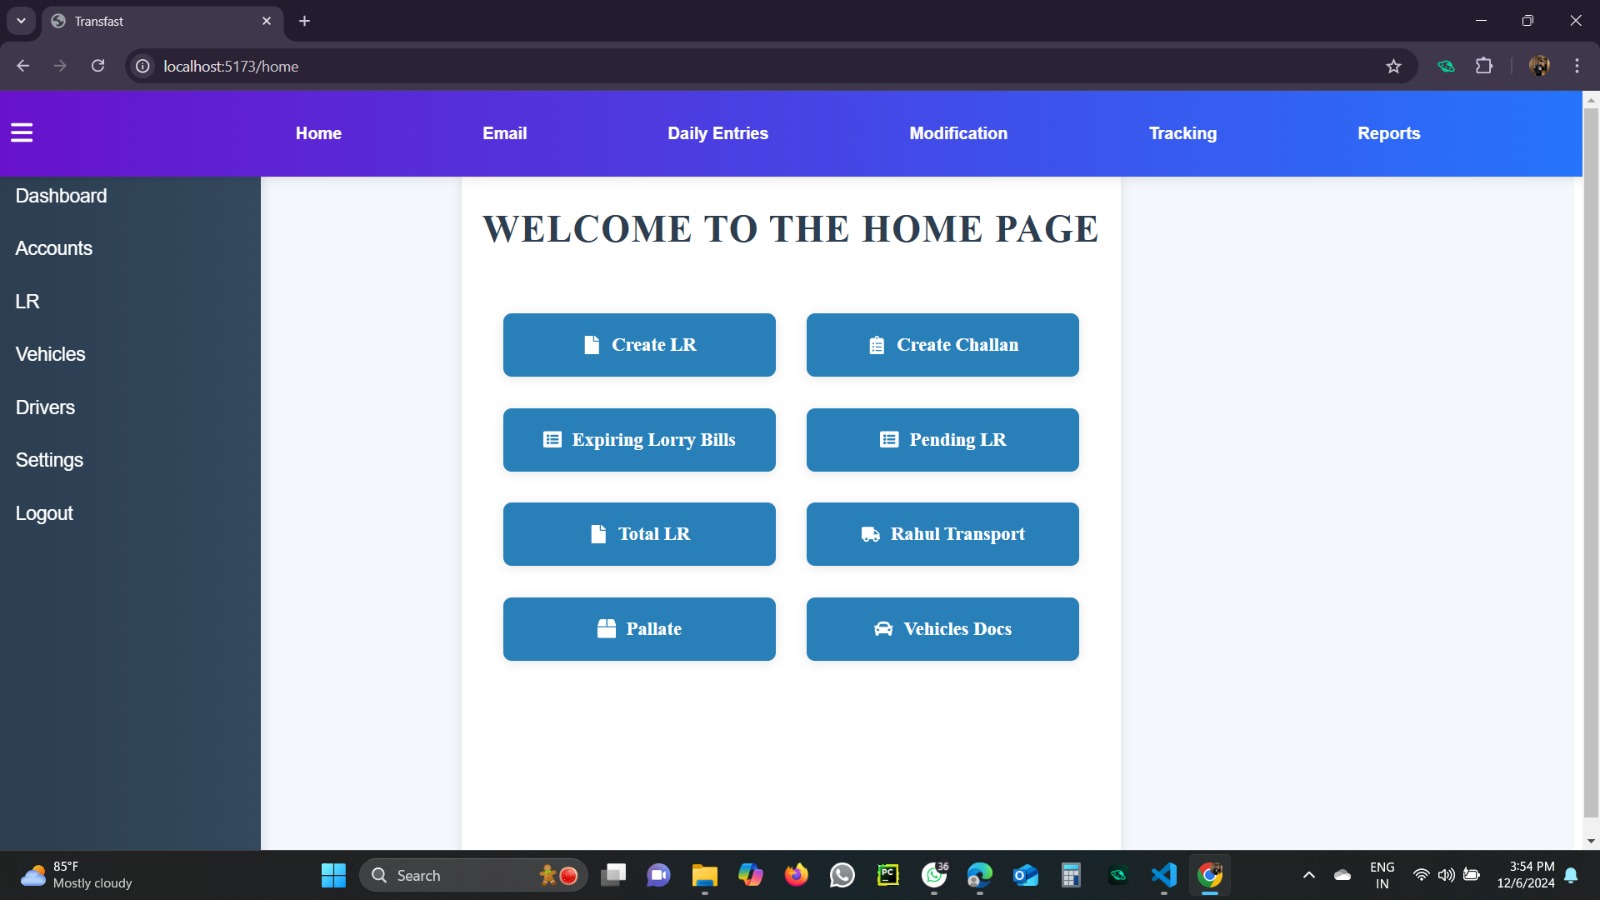 Transfast
localhost:5173/home
Home Email Daily Entries Modification Tracking Reports
Dashboard
Accounts
LR
Vehicles
Drivers
Settings
Logout
WELCOME TO THE HOME PAGE
Create LR Create Challan
Expiring Lorry Bills Pending LR
Total LR Rahul Transport
Pallate Vehicles Docs
85°F
Mostly cloudy
Search
PC
36
ENG
IN
3:54 PM
12/6/2024